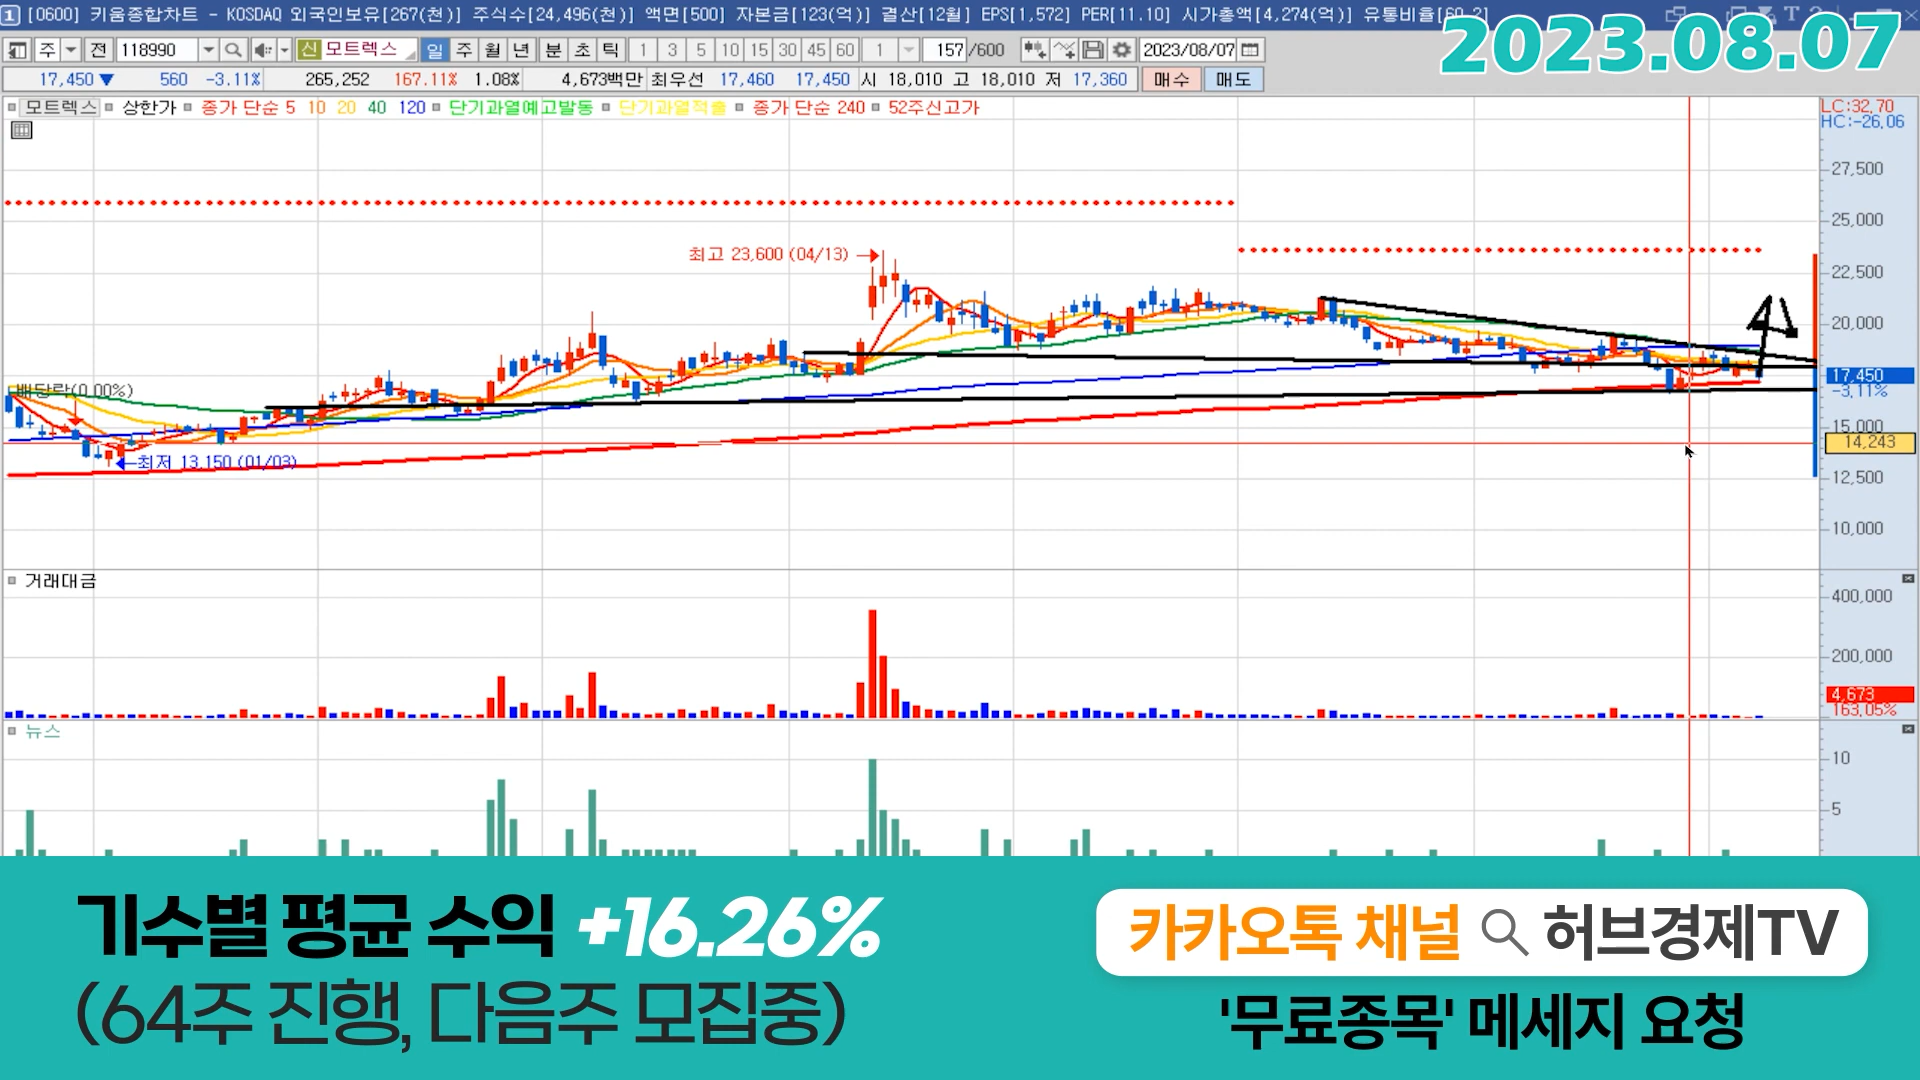 1 [0600] 키움종합차트 - KOSDAQ 외국인보유[267(천)] 주식수[24,496(천)] 액면[500] 자본금[123(억)] 결산[12월] EPS[1,572] PER[11.10] 시가총액[4,274(억)] 유통비율[60.2]
2023.08.07
주 전 118990 신 모트렉스 일 주 월 년 분 초 틱 1 3 5 10 15 30 45 60 1 157 /600 2023/08/07
17,450 ▼ 560 -3.11% 265,252 167.11% 1.08% 4,673백만 최우선 17,460 17,450 시 18,010 고 18,010 저 17,360 매수 매도
모트렉스 상한가 종가 단순 5 10 20 40 120 단기과열예고발동 단기과열적출 종가 단순 240 52주신고가
LC:32,70
HC:-26,06
27,500
25,000
최고 23,600 (04/13)
22,500
20,000
17,450
-3,11%
배당락(0,00%)
15,000
14,243
최저 13,150 (01/03)
12,500
10,000
거래대금
400,000
200,000
4,673
163,05%
뉴스
10
5
기수별 평균 수익 +16.26%
(64주 진행, 다음주 모집중)
카카오톡 채널 허브경제TV
'무료종목' 메세지 요청